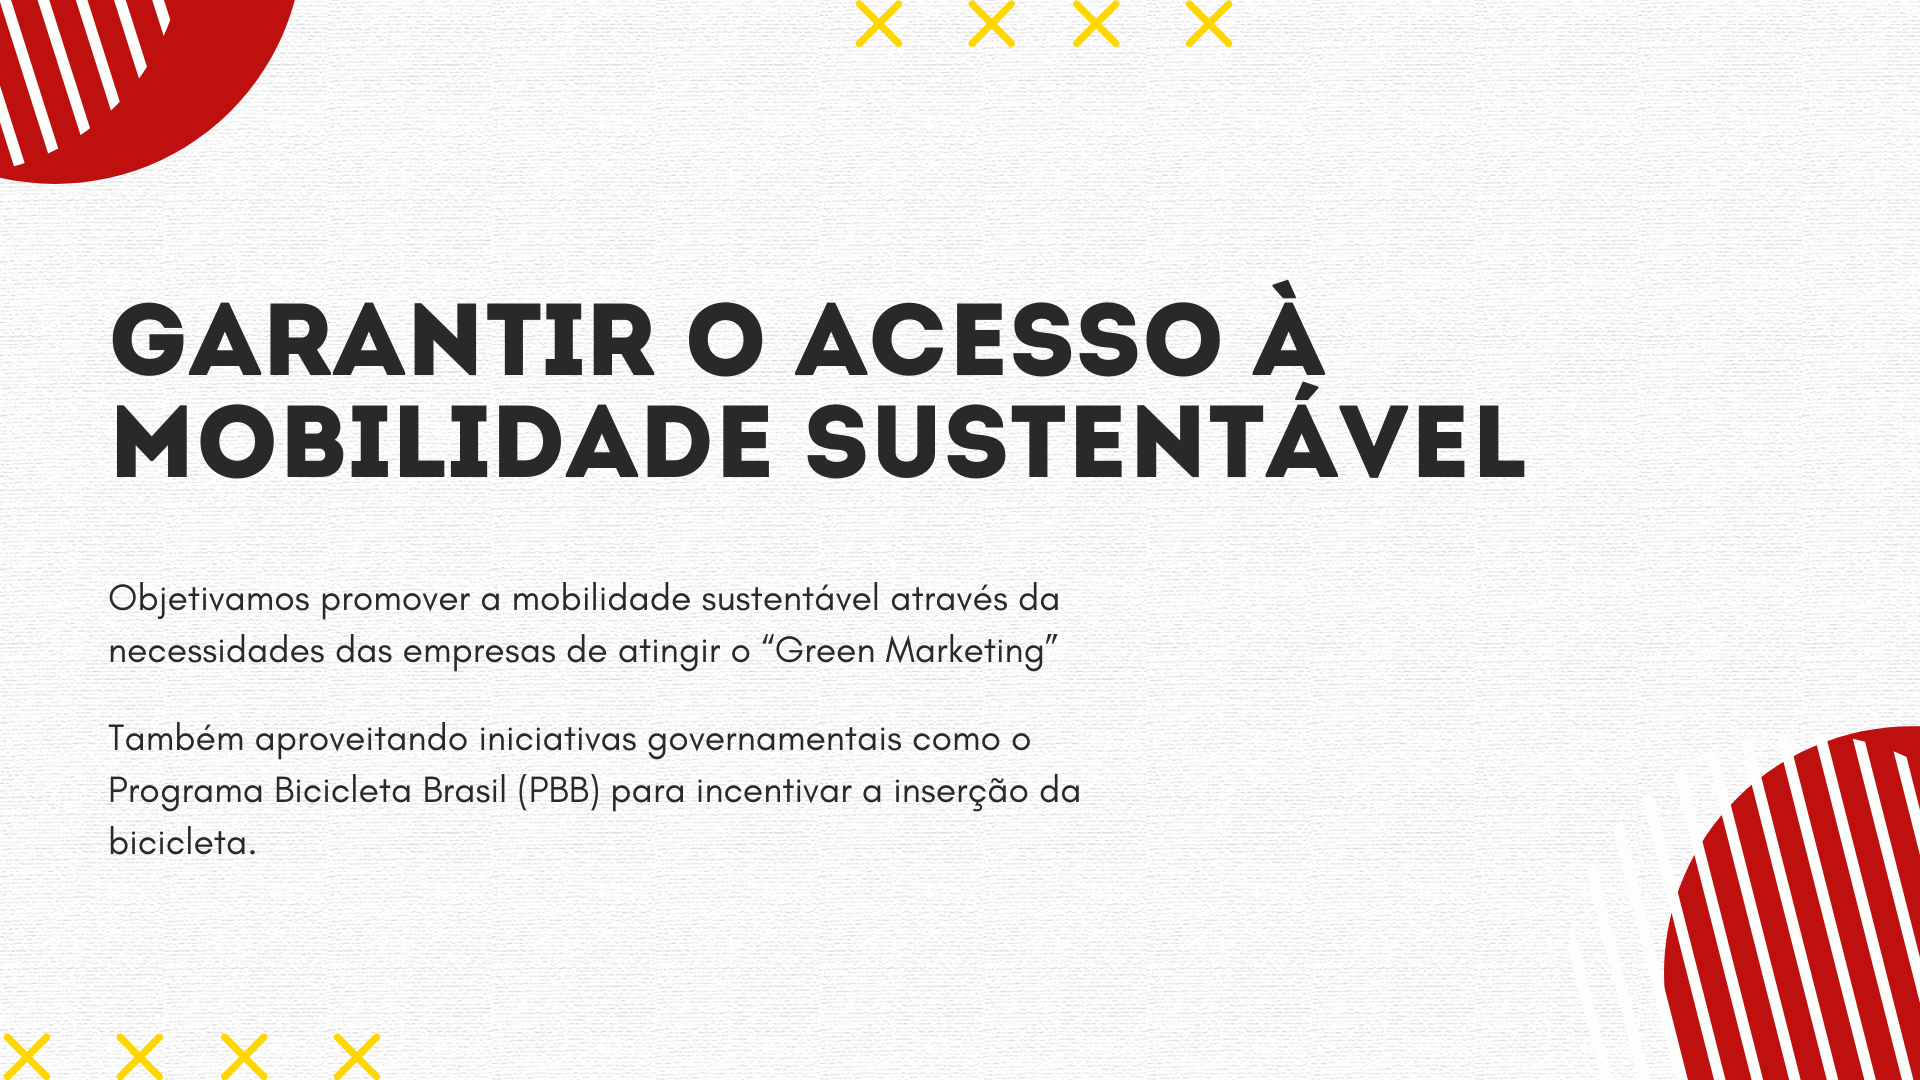 GARANTIR O ACESSO À
MOBILIDADE SUSTENTÁVEL
Objetivamos promover a mobilidade sustentável através da
necessidades das empresas de atingir o “Green Marketing”
Também aproveitando iniciativas governamentais como o
Programa Bicicleta Brasil (PBB) para incentivar a inserção da
bicicleta.